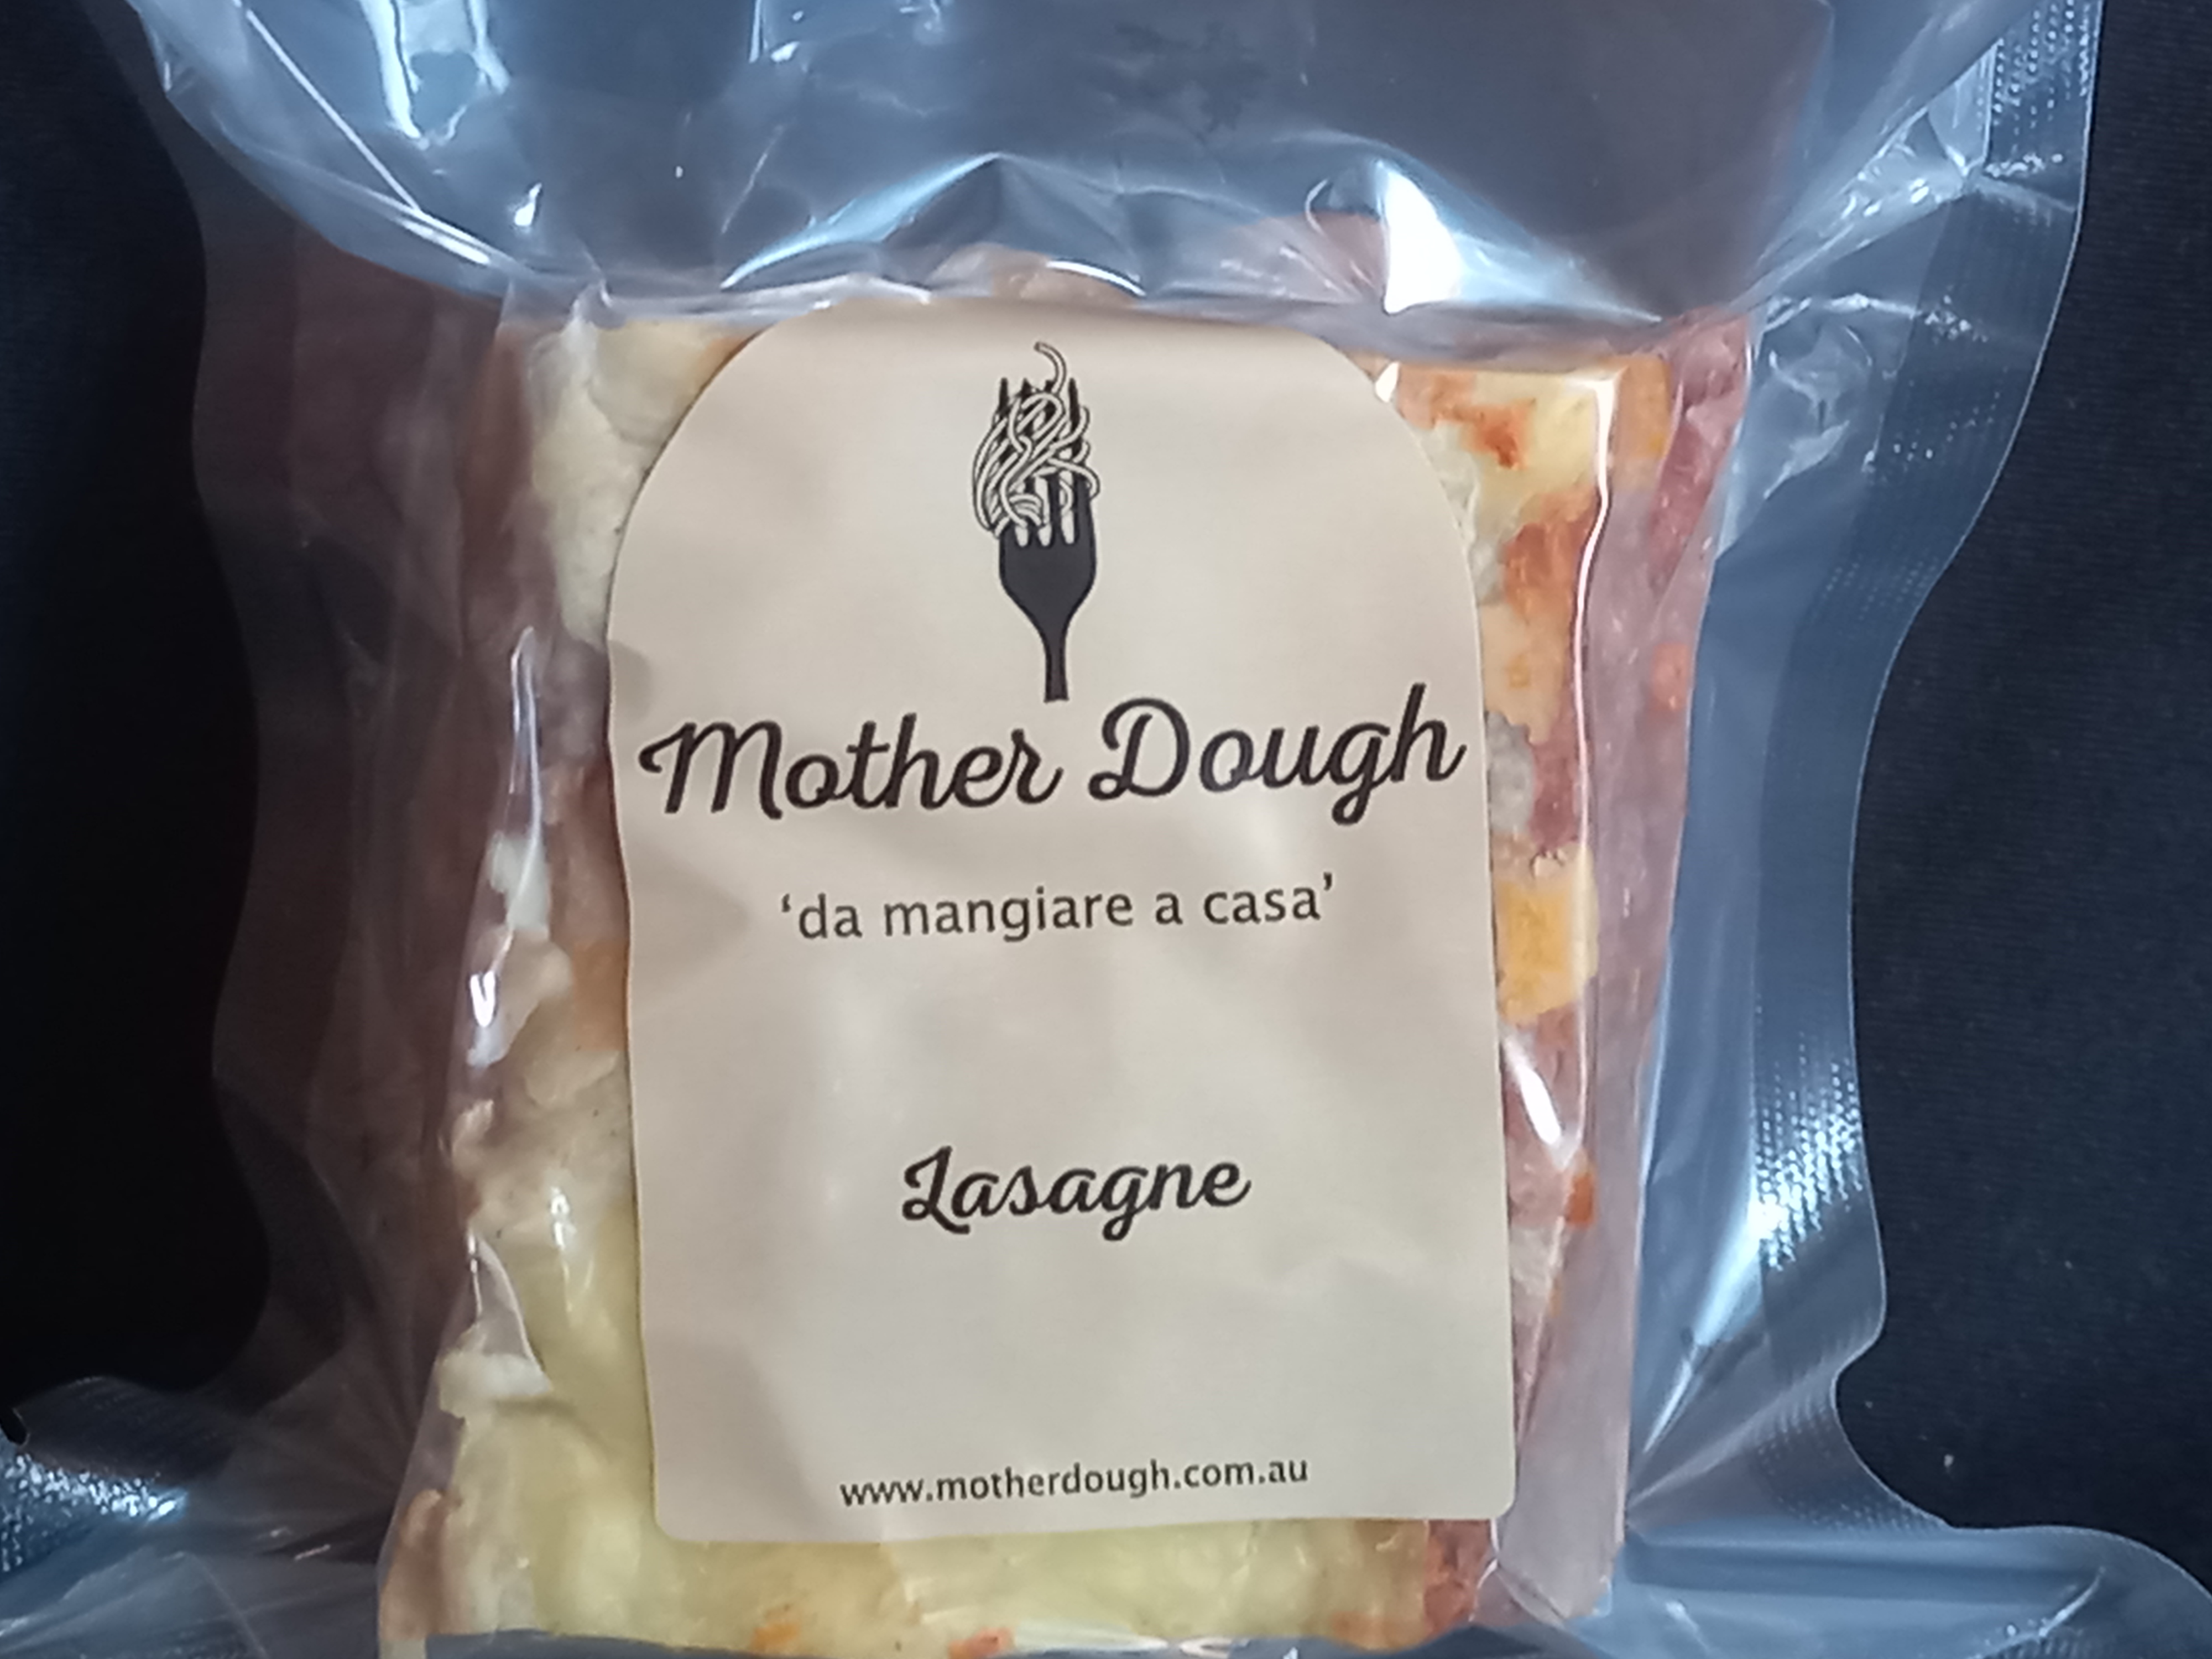 Mother Dough
‘da mangiare a casa’
Lasagne
www.motherdough.com.au